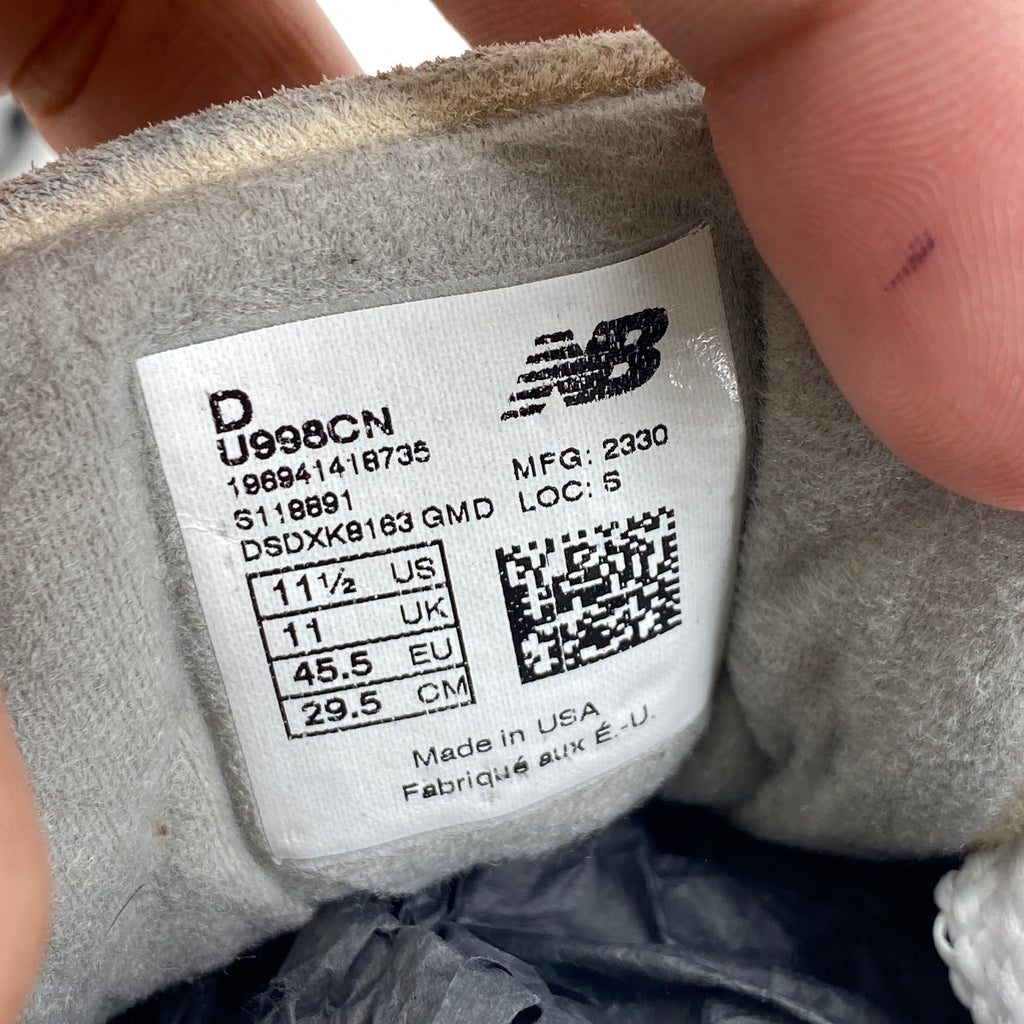 NB
D
U998CN
196941418735
S118891
DSDXK8163 GMD
MFG: 2330
LOC: S
11½ US
11 UK
45.5 EU
29.5 CM
Made in USA
Fabriqué aux É.-U.